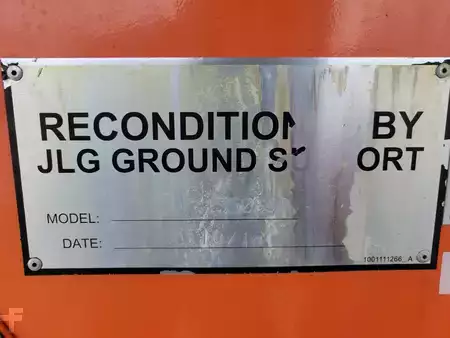 RECONDITION BY
JLG GROUND S ORT
MODEL:
DATE:
1001111266_A